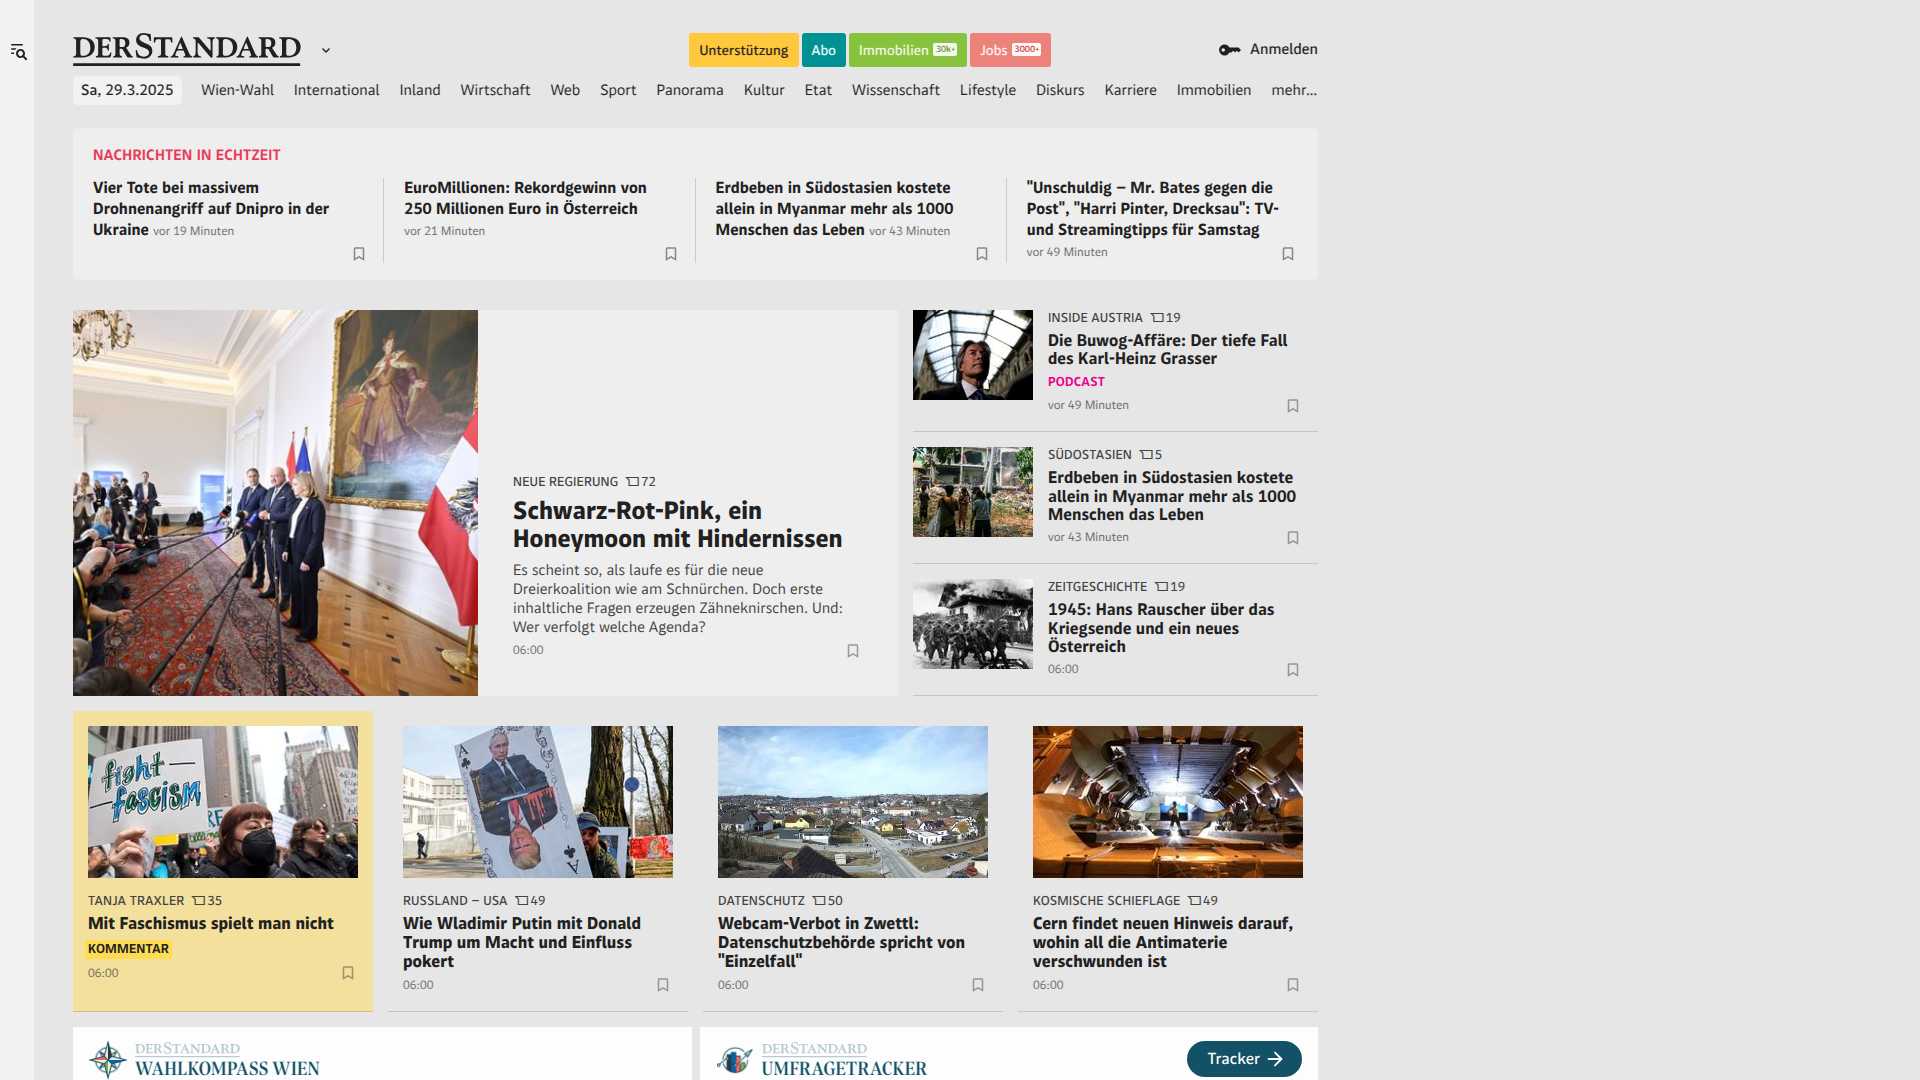 DERSTANDARD
Unterstützung
Abo
Immobilien 30k+
Jobs 3000+
Anmelden
Sa, 29.3.2025
Wien-Wahl
International
Inland
Wirtschaft
Web
Sport
Panorama
Kultur
Etat
Wissenschaft
Lifestyle
Diskurs
Karriere
Immobilien
mehr...
NACHRICHTEN IN ECHTZEIT
Vier Tote bei massivem
Drohnenangriff auf Dnipro in der
Ukraine vor 19 Minuten
EuroMillionen: Rekordgewinn von
250 Millionen Euro in Österreich
vor 21 Minuten
Erdbeben in Südostasien kostete
allein in Myanmar mehr als 1000
Menschen das Leben vor 43 Minuten
"Unschuldig – Mr. Bates gegen die
Post", "Harri Pinter, Drecksau": TV-
und Streamingtipps für Samstag
vor 49 Minuten
NEUE REGIERUNG 72
Schwarz-Rot-Pink, ein
Honeymoon mit Hindernissen
Es scheint so, als laufe es für die neue
Dreierkoalition wie am Schnürchen. Doch erste
inhaltliche Fragen erzeugen Zähneknirschen. Und:
Wer verfolgt welche Agenda?
06:00
INSIDE AUSTRIA 19
Die Buwog-Affäre: Der tiefe Fall
des Karl-Heinz Grasser
PODCAST
vor 49 Minuten
SÜDOSTASIEN 5
Erdbeben in Südostasien kostete
allein in Myanmar mehr als 1000
Menschen das Leben
vor 43 Minuten
ZEITGESCHICHTE 19
1945: Hans Rauscher über das
Kriegsende und ein neues
Österreich
06:00
fight
fascism
TANJA TRAXLER 35
Mit Faschismus spielt man nicht
KOMMENTAR
06:00
A
A
RUSSLAND – USA 49
Wie Wladimir Putin mit Donald
Trump um Macht und Einfluss
pokert
06:00
DATENSCHUTZ 50
Webcam-Verbot in Zwettl:
Datenschutzbehörde spricht von
"Einzelfall"
06:00
KOSMISCHE SCHIEFLAGE 49
Cern findet neuen Hinweis darauf,
wohin all die Antimaterie
verschwunden ist
06:00
DERSTANDARD
WAHLKOMPASS WIEN
DERSTANDARD
UMFRAGETRACKER
Tracker